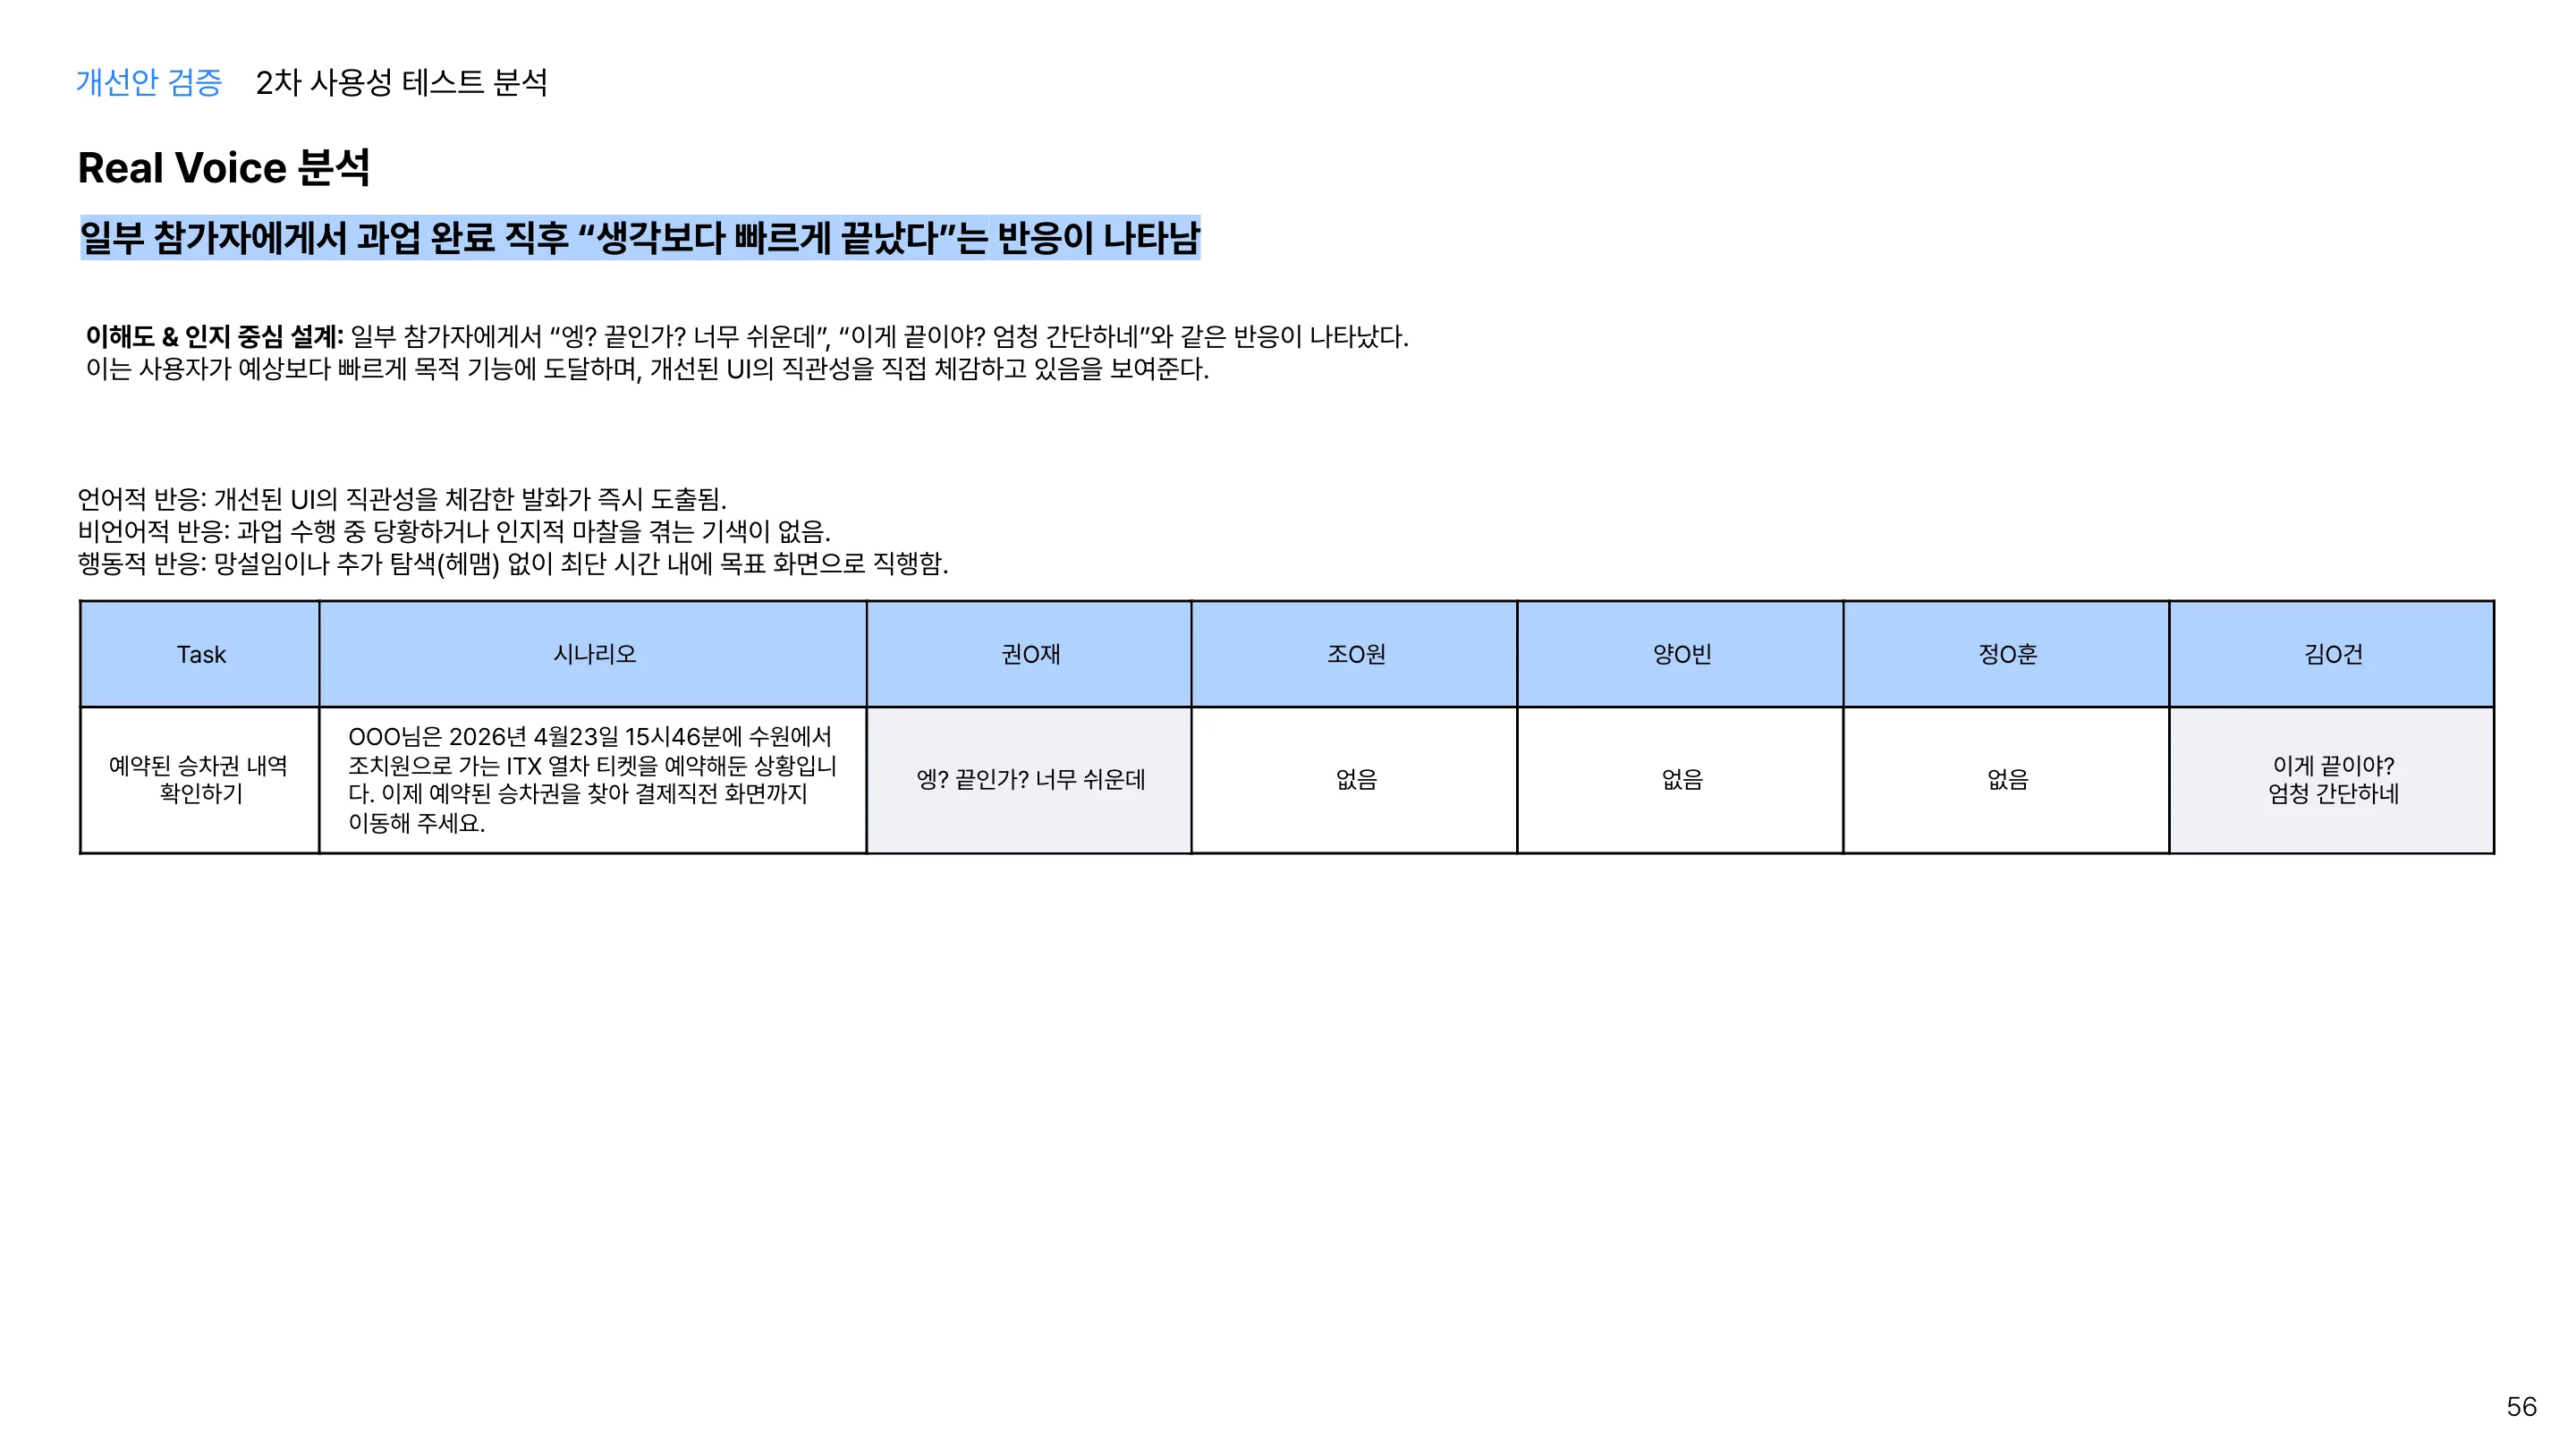 개선안 검증 2차 사용성 테스트 분석
Real Voice 분석
일부 참가자에게서 과업 완료 직후 “생각보다 빠르게 끝났다”는 반응이 나타남
이해도 & 인지 중심 설계: 일부 참가자에게서 “엥? 끝인가? 너무 쉬운데”, “이게 끝이야? 엄청 간단하네”와 같은 반응이 나타났다.
이는 사용자가 예상보다 빠르게 목적 기능에 도달하며, 개선된 UI의 직관성을 직접 체감하고 있음을 보여준다.
언어적 반응: 개선된 UI의 직관성을 체감한 발화가 즉시 도출됨.
비언어적 반응: 과업 수행 중 당황하거나 인지적 마찰을 겪는 기색이 없음.
행동적 반응: 망설임이나 추가 탐색(헤맴) 없이 최단 시간 내에 목표 화면으로 직행함.
Task 시나리오 권O재 조O원 양O빈 정O훈 김O건
예약된 승차권 내역
확인하기
OOO님은 2026년 4월23일 15시46분에 수원에서
조치원으로 가는 ITX 열차 티켓을 예약해둔 상황입니
다. 이제 예약된 승차권을 찾아 결제직전 화면까지
이동해 주세요.
엥? 끝인가? 너무 쉬운데
없음
없음
없음
이게 끝이야?
엄청 간단하네
56